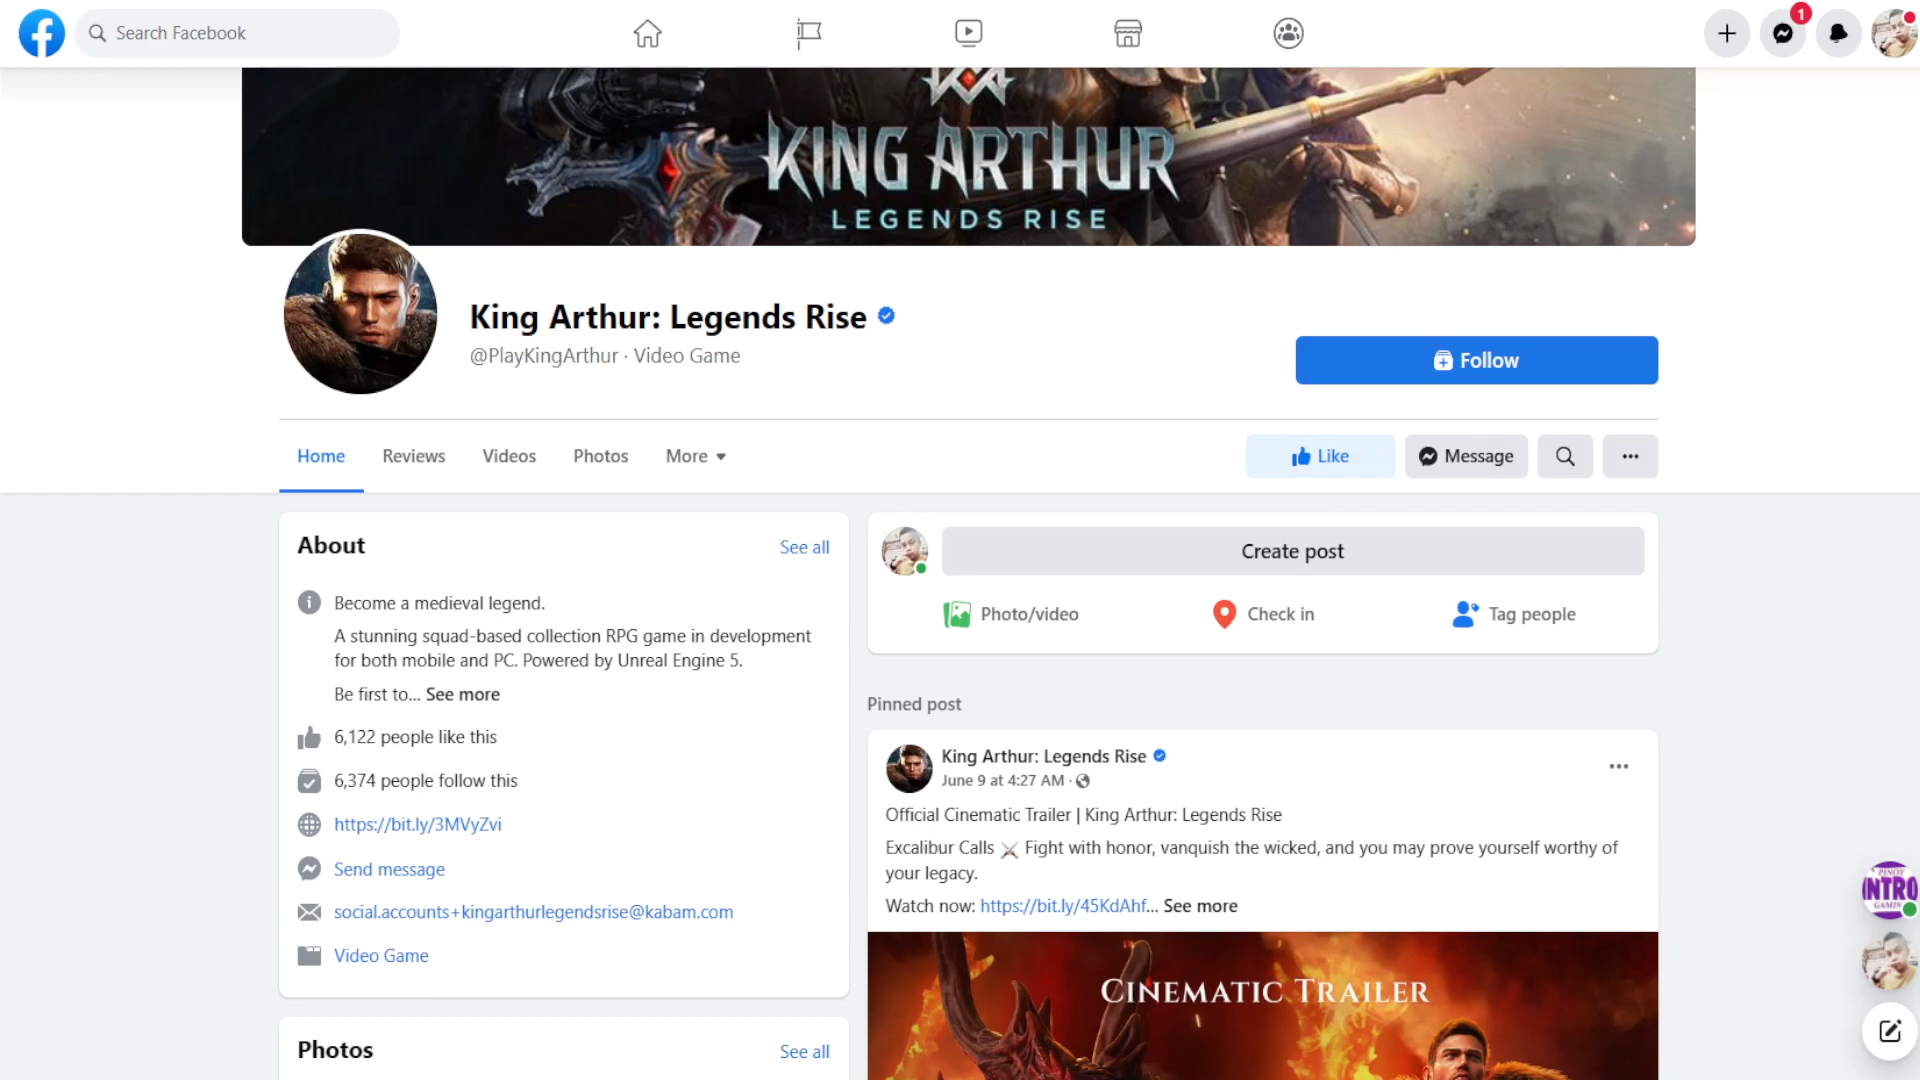 Search Facebook
1
KING ARTHUR
LEGENDS RISE
King Arthur: Legends Rise
@PlayKingArthur · Video Game
Follow
Home
Reviews
Videos
Photos
More
Like
Message
About
See all
Become a medieval legend.
A stunning squad-based collection RPG game in development
for both mobile and PC. Powered by Unreal Engine 5.
Be first to... See more
6,122 people like this
6,374 people follow this
https://bit.ly/3MVyZvi
Send message
social.accounts+kingarthurlegendsrise@kabam.com
Video Game
Photos
See all
Create post
Photo/video
Check in
Tag people
Pinned post
King Arthur: Legends Rise
June 9 at 4:27 AM ·
Official Cinematic Trailer | King Arthur: Legends Rise
Excalibur Calls ⚔ Fight with honor, vanquish the wicked, and you may prove yourself worthy of
your legacy.
Watch now: https://bit.ly/45KdAhf... See more
CINEMATIC TRAILER
PINOY
INTRO
GAMING